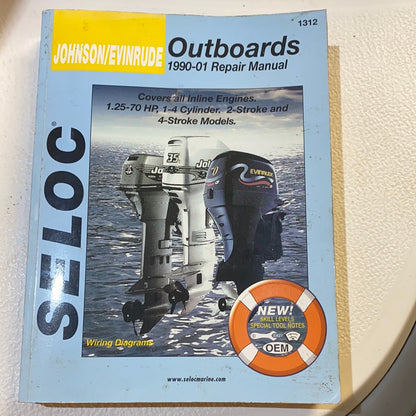 1312
JOHNSON/EVINRUDE
Outboards
1990-01 Repair Manual
Covers all Inline Engines.
1.25-70 HP, 1-4 Cylinder. 2-Stroke and
4-Stroke Models.
SELOC
35
EVINRUDE
NEW!
SKILL LEVELS
SPECIAL TOOL NOTES
OEM
Wiring Diagrams
www.selocmarine.com